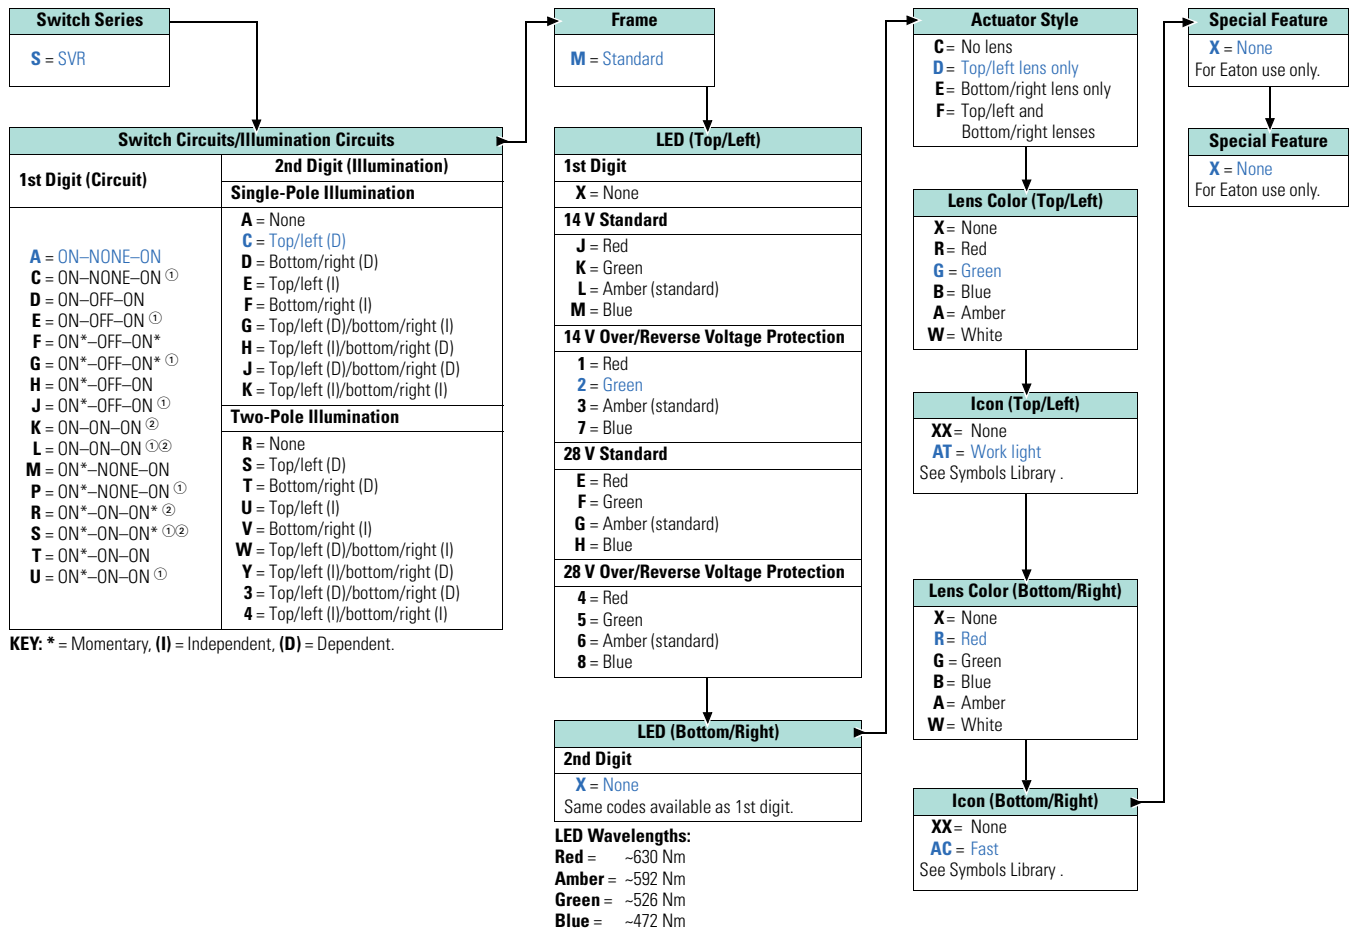 Switch Series
S = SVR
Switch Circuits/Illumination Circuits
1st Digit (Circuit)
A = ON–NONE–ON
C = ON–NONE–ON ①
D = ON–OFF–ON
E = ON–OFF–ON ①
F = ON*–OFF–ON*
G = ON*–OFF–ON* ①
H = ON*–OFF–ON
J = ON*–OFF–ON ①
K = ON–ON–ON ②
L = ON–ON–ON ①②
M = ON*–NONE–ON
P = ON*–NONE–ON ①
R = ON*–ON–ON* ②
S = ON*–ON–ON* ①②
T = ON*–ON–ON
U = ON*–ON–ON ①
2nd Digit (Illumination)
Single-Pole Illumination
A = None
C = Top/left (D)
D = Bottom/right (D)
E = Top/left (I)
F = Bottom/right (I)
G = Top/left (D)/bottom/right (I)
H = Top/left (I)/bottom/right (D)
J = Top/left (D)/bottom/right (D)
K = Top/left (I)/bottom/right (I)
Two-Pole Illumination
R = None
S = Top/left (D)
T = Bottom/right (D)
U = Top/left (I)
V = Bottom/right (I)
W = Top/left (D)/bottom/right (I)
Y = Top/left (I)/bottom/right (D)
3 = Top/left (D)/bottom/right (D)
4 = Top/left (I)/bottom/right (I)
KEY: * = Momentary, (I) = Independent, (D) = Dependent.
Frame
M = Standard
LED (Top/Left)
1st Digit
X = None
14 V Standard
J = Red
K = Green
L = Amber (standard)
M = Blue
14 V Over/Reverse Voltage Protection
1 = Red
2 = Green
3 = Amber (standard)
7 = Blue
28 V Standard
E = Red
F = Green
G = Amber (standard)
H = Blue
28 V Over/Reverse Voltage Protection
4 = Red
5 = Green
6 = Amber (standard)
8 = Blue
LED (Bottom/Right)
2nd Digit
X = None
Same codes available as 1st digit.
LED Wavelengths:
Red = ~630 Nm
Amber = ~592 Nm
Green = ~526 Nm
Blue = ~472 Nm
Actuator Style
C = No lens
D = Top/left lens only
E = Bottom/right lens only
F = Top/left and
Bottom/right lenses
Lens Color (Top/Left)
X = None
R = Red
G = Green
B = Blue
A = Amber
W = White
Icon (Top/Left)
XX = None
AT = Work light
See Symbols Library .
Lens Color (Bottom/Right)
X = None
R = Red
G = Green
B = Blue
A = Amber
W = White
Icon (Bottom/Right)
XX = None
AC = Fast
See Symbols Library .
Special Feature
X = None
For Eaton use only.
Special Feature
X = None
For Eaton use only.